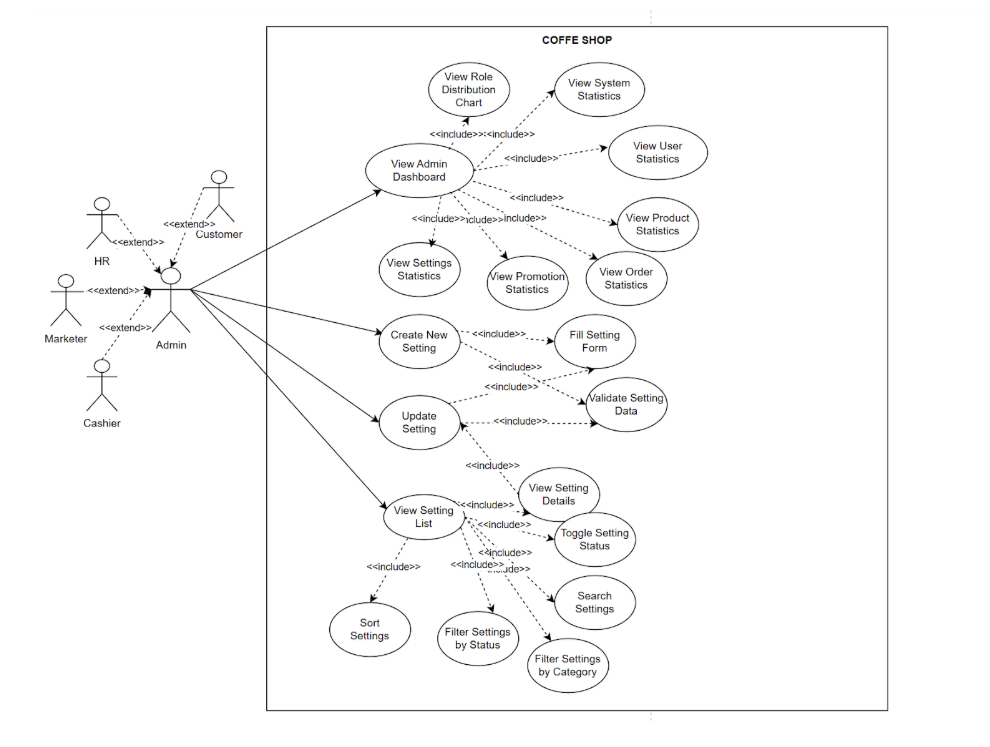 COFFE SHOP
View Role
Distribution
Chart
View System
Statistics
<<include>>
<<include>>
View User
Statistics
<<include>>
View Admin
Dashboard
<<include>>
View Product
Statistics
<<include>>
include>>
include>>
View Settings
Statistics
View Promotion
Statistics
View Order
Statistics
Customer
<<extend>>
<<extend>>
HR
<<extend>>
Marketer
<<extend>>
Admin
Cashier
Create New
Setting
<<include>>
Fill Setting
Form
<<include>>
<<include>>
Validate Setting
Data
Update
Setting
<<include>>
<<include>>
View Setting
Details
View Setting
List
<<include>>
<<include>>
Toggle Setting
Status
<<include>>
<<include>>
<<include>>
Search
Settings
Sort
Settings
Filter Settings
by Status
Filter Settings
by Category